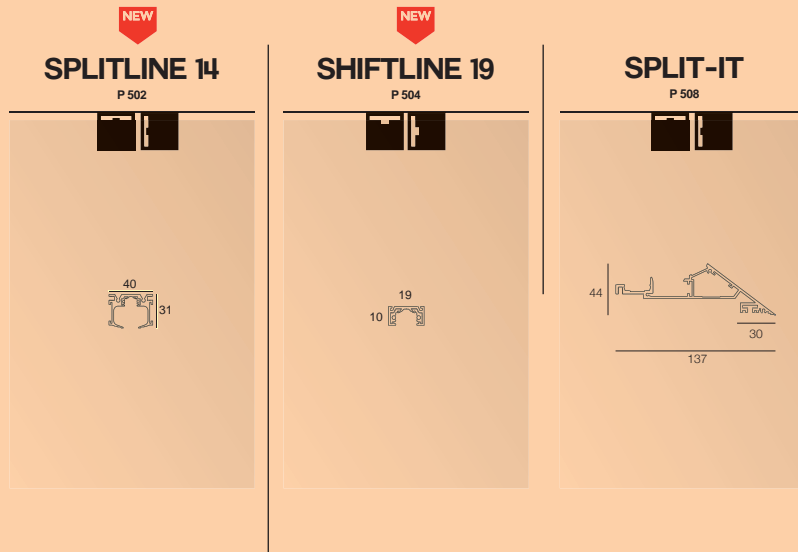 NEW
SPLITLINE 14
P 502
40
31
NEW
SHIFTLINE 19
P 504
19
10
SPLIT-IT
P 508
44
30
137